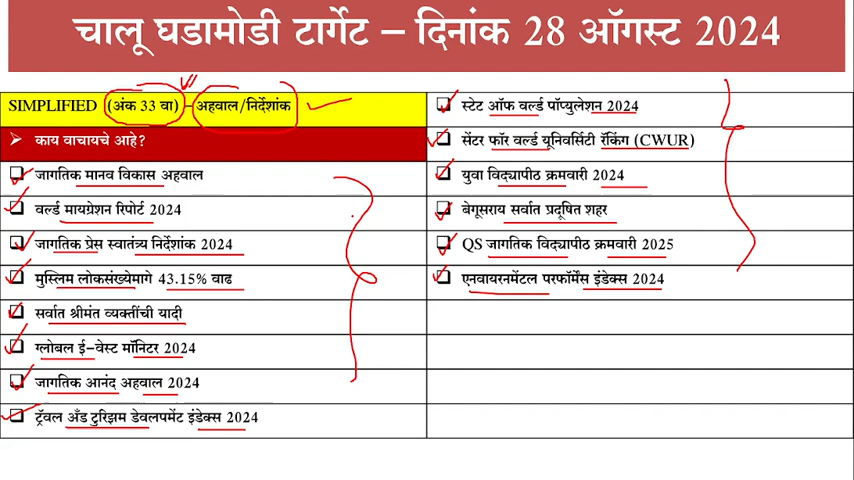 चालू घडामोडी टार्गेट – दिनांक 28 ऑगस्ट 2024
SIMPLIFIED (अंक 33 वा) – अहवाल/निर्देशांक
काय वाचायचे आहे?
जागतिक मानव विकास अहवाल
वर्ल्ड मायग्रेशन रिपोर्ट 2024
जागतिक प्रेस स्वातंत्र्य निर्देशांक 2024
मुस्लिम लोकसंख्येमागे 43.15% वाढ
सर्वात श्रीमंत व्यक्तींची यादी
ग्लोबल ई-वेस्ट मॉनिटर 2024
जागतिक आनंद अहवाल 2024
ट्रॅवल अँड टुरिझम डेवलपमेंट इंडेक्स 2024
स्टेट ऑफ वर्ल्ड पॉप्युलेशन 2024
सेंटर फॉर वर्ल्ड यूनिवर्सिटी रँकिंग (CWUR)
युवा विद्यापीठ क्रमवारी 2024
बेगूसराय सर्वात प्रदूषित शहर
QS जागतिक विद्यापीठ क्रमवारी 2025
एनवायरनमेंटल परफॉर्मेंस इंडेक्स 2024